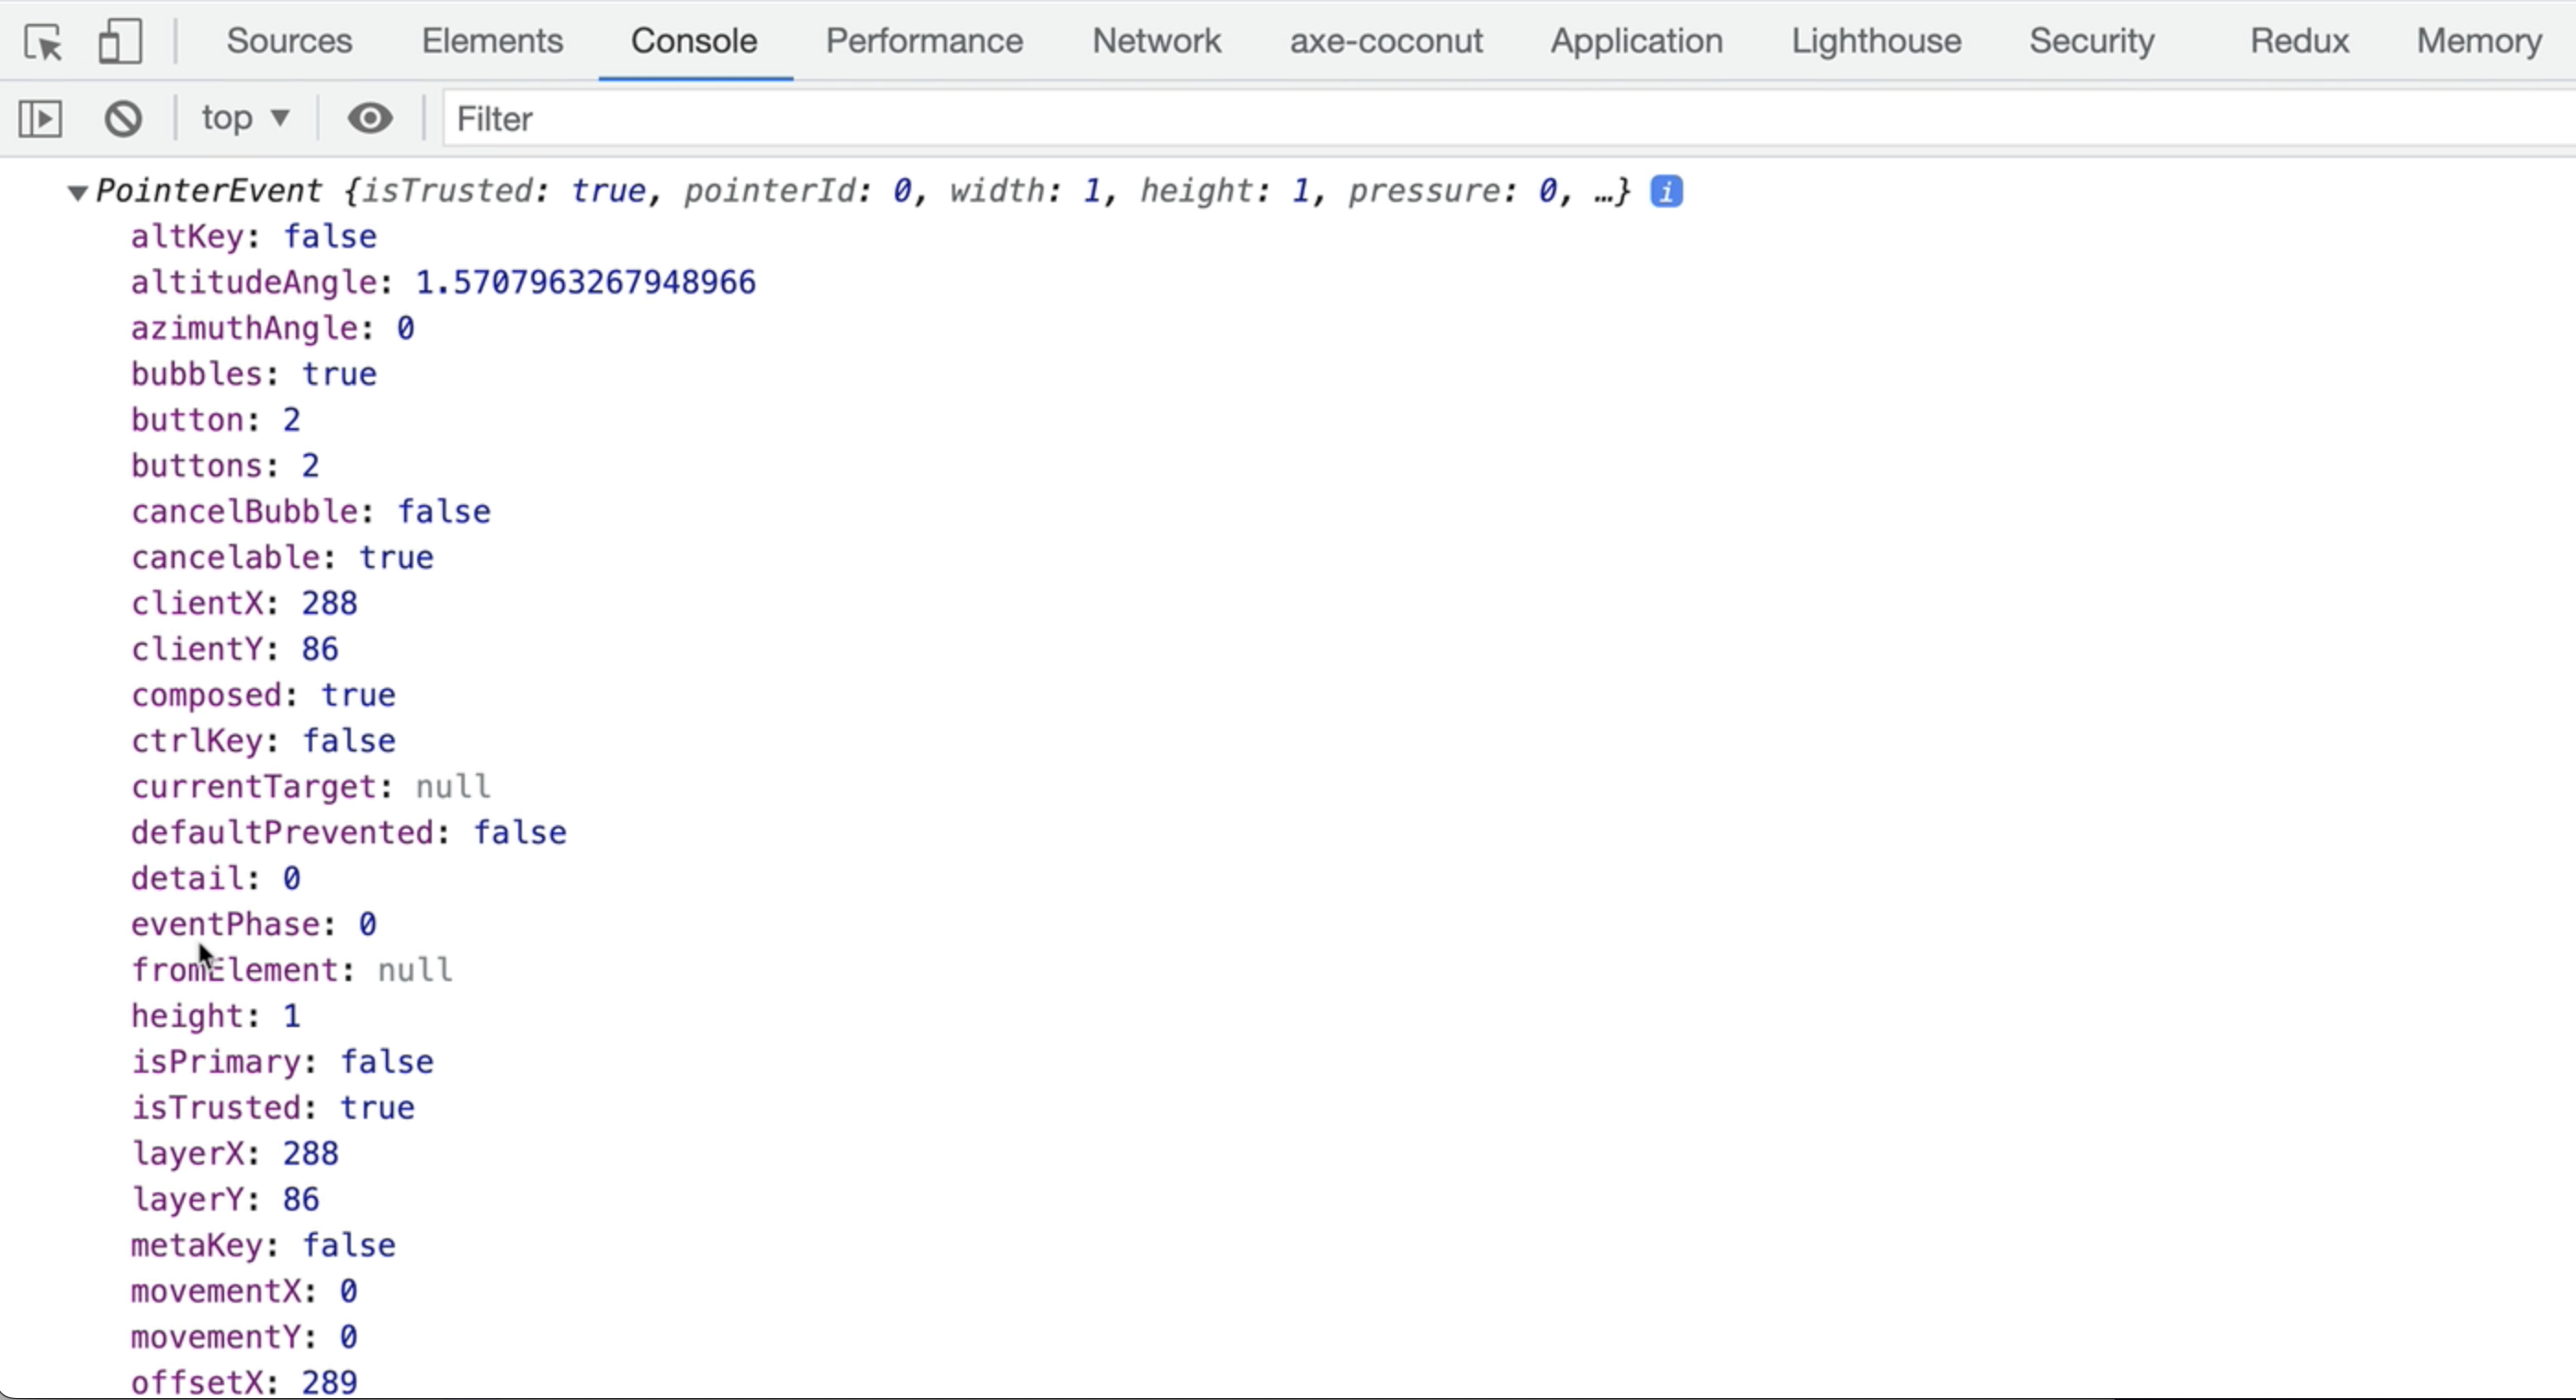 Sources Elements Console Performance Network axe-coconut Application Lighthouse Security Redux Memory
top ▼ Filter
▼PointerEvent {isTrusted: true, pointerId: 0, width: 1, height: 1, pressure: 0, …} i
altKey: false
altitudeAngle: 1.5707963267948966
azimuthAngle: 0
bubbles: true
button: 2
buttons: 2
cancelBubble: false
cancelable: true
clientX: 288
clientY: 86
composed: true
ctrlKey: false
currentTarget: null
defaultPrevented: false
detail: 0
eventPhase: 0
fromElement: null
height: 1
isPrimary: false
isTrusted: true
layerX: 288
layerY: 86
metaKey: false
movementX: 0
movementY: 0
offsetX: 289